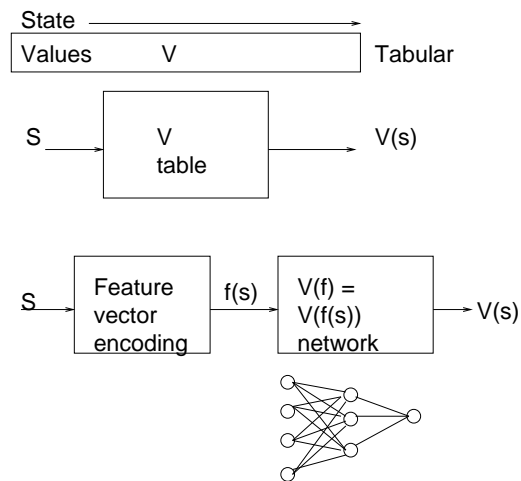 State
Values V Tabular
S V table V(s)
S Feature vector encoding f(s) V(f) = V(f(s)) network V(s)